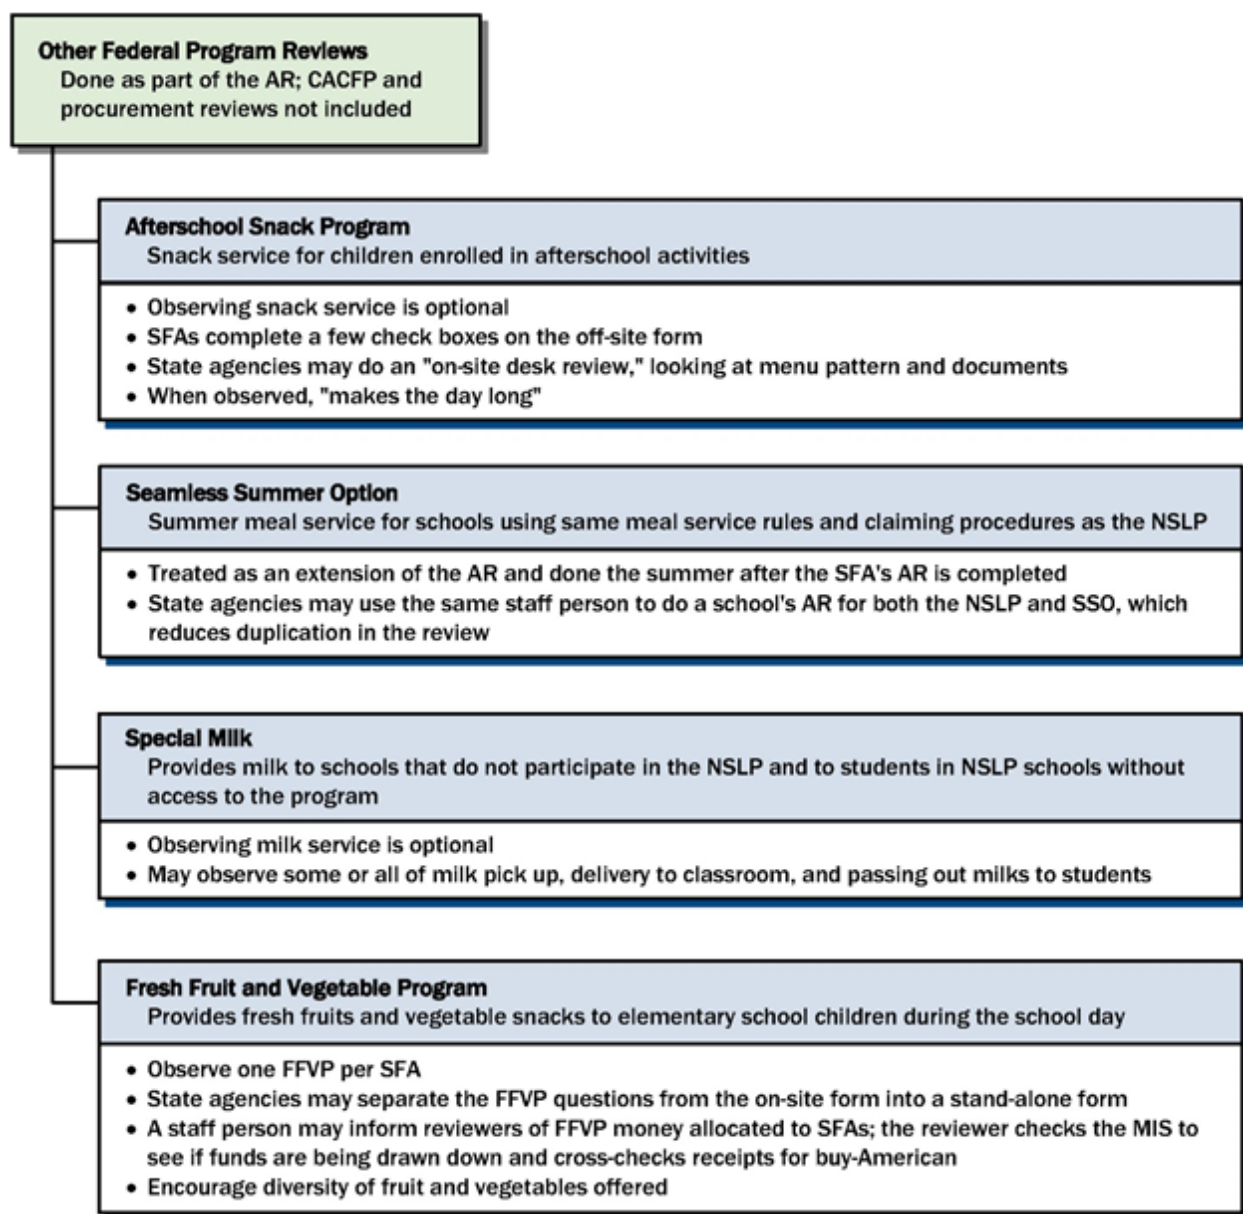 Other Federal Program Reviews
Done as part of the AR; CACFP and
procurement reviews not included
Afterschool Snack Program
Snack service for children enrolled in afterschool activities
• Observing snack service is optional
• SFAs complete a few check boxes on the off-site form
• State agencies may do an "on-site desk review," looking at menu pattern and documents
• When observed, "makes the day long"
Seamless Summer Option
Summer meal service for schools using same meal service rules and claiming procedures as the NSLP
• Treated as an extension of the AR and done the summer after the SFA's AR is completed
• State agencies may use the same staff person to do a school's AR for both the NSLP and SSO, which
reduces duplication in the review
Special Milk
Provides milk to schools that do not participate in the NSLP and to students in NSLP schools without
access to the program
• Observing milk service is optional
• May observe some or all of milk pick up, delivery to classroom, and passing out milks to students
Fresh Fruit and Vegetable Program
Provides fresh fruits and vegetable snacks to elementary school children during the school day
• Observe one FFVP per SFA
• State agencies may separate the FFVP questions from the on-site form into a stand-alone form
• A staff person may inform reviewers of FFVP money allocated to SFAs; the reviewer checks the MIS to
see if funds are being drawn down and cross-checks receipts for buy-American
• Encourage diversity of fruit and vegetables offered